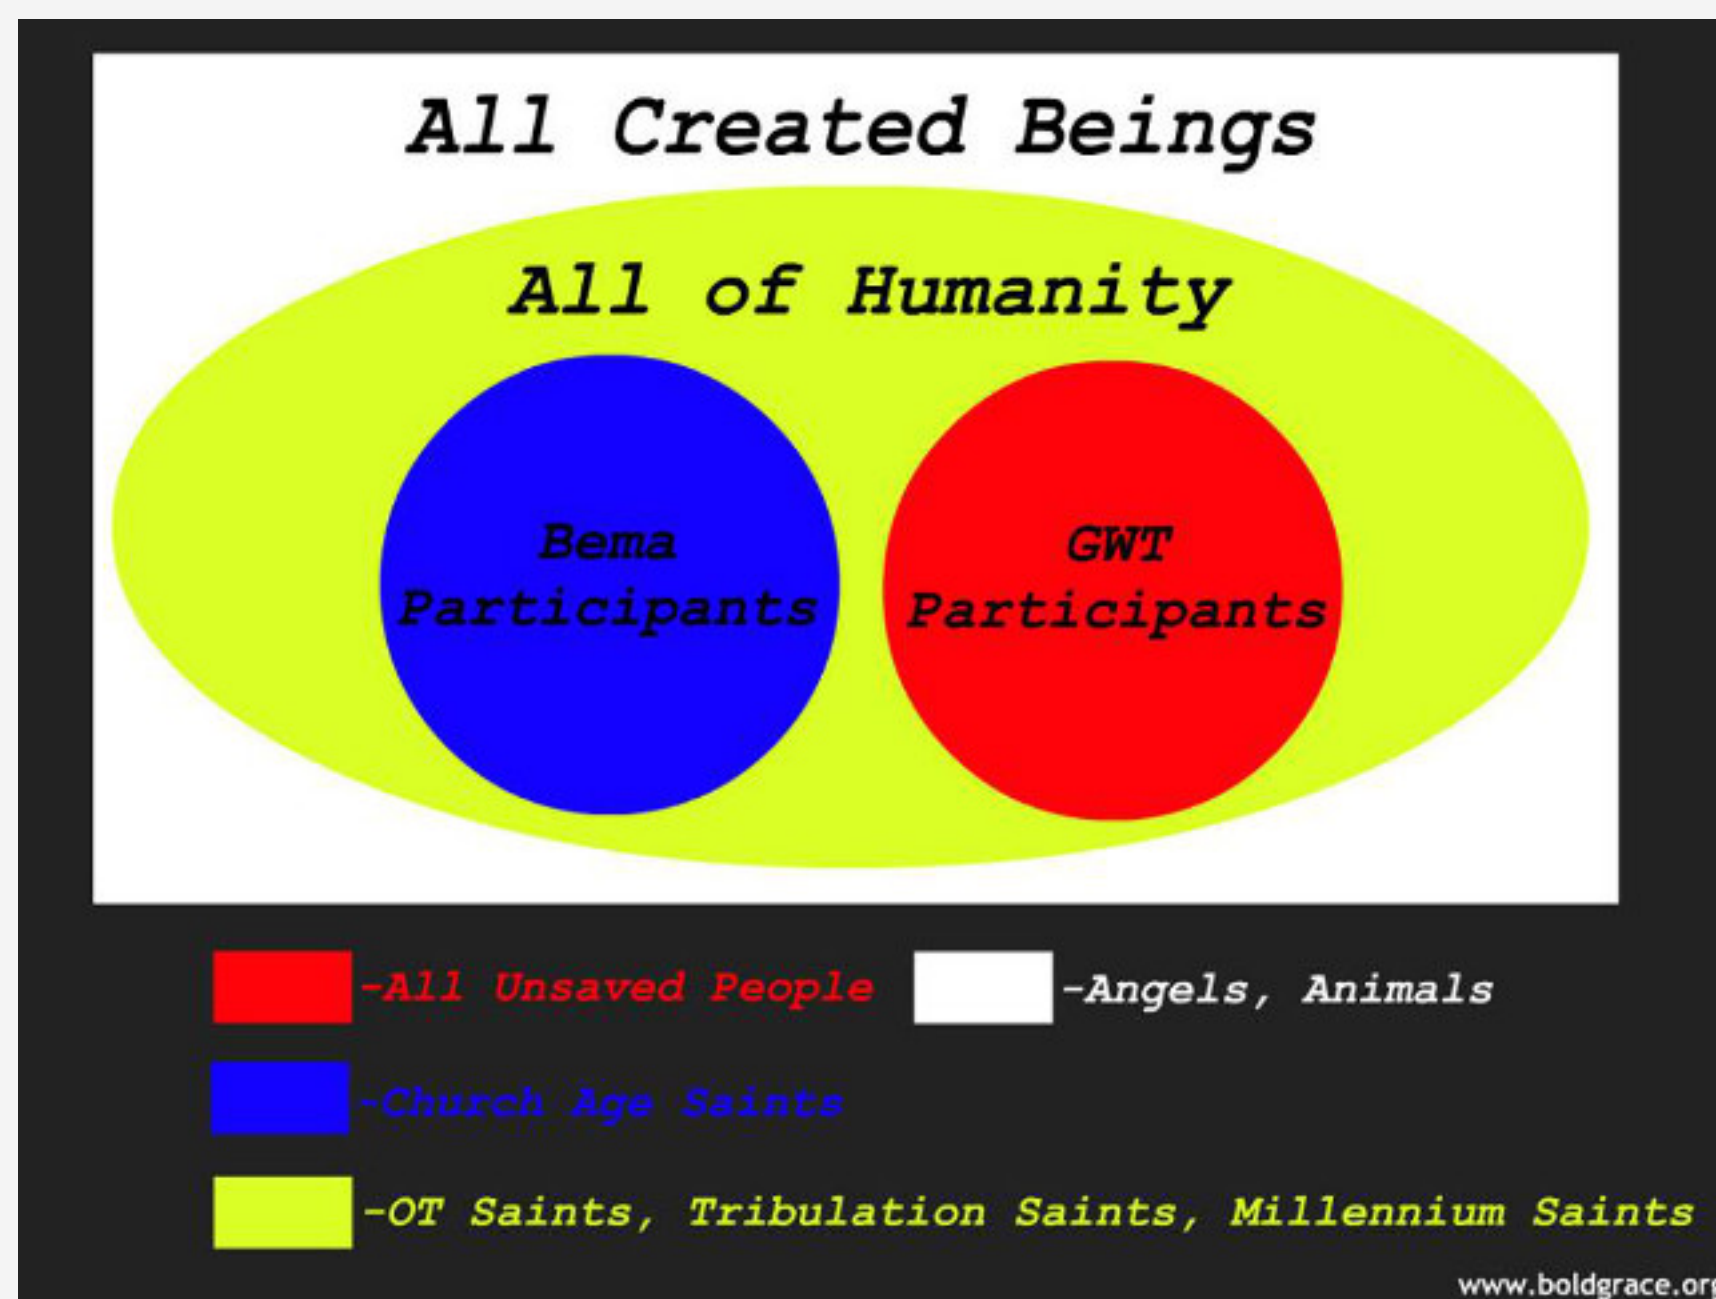 All Created Beings
All of Humanity
Bema
Participants
GWT
Participants
-All Unsaved People
-Angels, Animals
-Church Age Saints
-OT Saints, Tribulation Saints, Millennium Saints
www.boldgrace.org